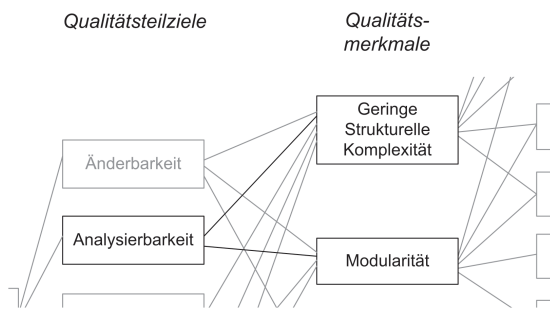 Qualitätsteilziele
Qualitäts-
merkmale
Geringe
Strukturelle
Komplexität
Änderbarkeit
Analysierbarkeit
Modularität